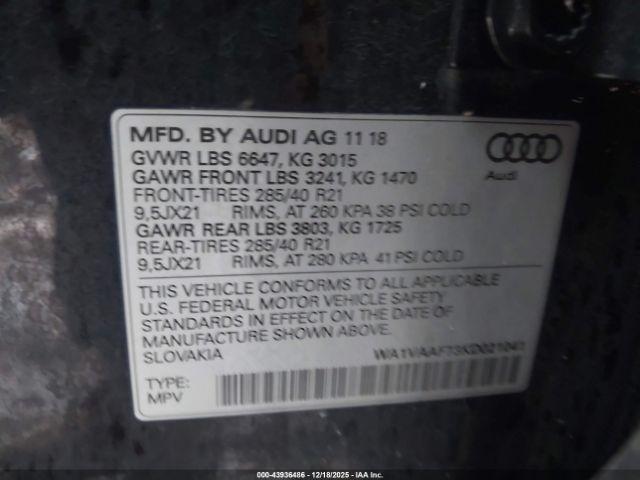 MFD. BY AUDI AG 11 18
GVWR LBS 6647, KG 3015
GAWR FRONT LBS 3241, KG 1470
FRONT-TIRES 285/40 R21
9,5JX21 RIMS, AT 260 KPA 38 PSI COLD
GAWR REAR LBS 3803, KG 1725
REAR-TIRES 285/40 R21
9,5JX21 RIMS, AT 280 KPA 41 PSI COLD
Audi
THIS VEHICLE CONFORMS TO ALL APPLICABLE
U.S. FEDERAL MOTOR VEHICLE SAFETY
STANDARDS IN EFFECT ON THE DATE OF
MANUFACTURE SHOWN ABOVE.
SLOVAKIA
WA1VAAF73KD021041
TYPE:
MPV
000-43936486 - 12/18/2025 - IAA Inc.